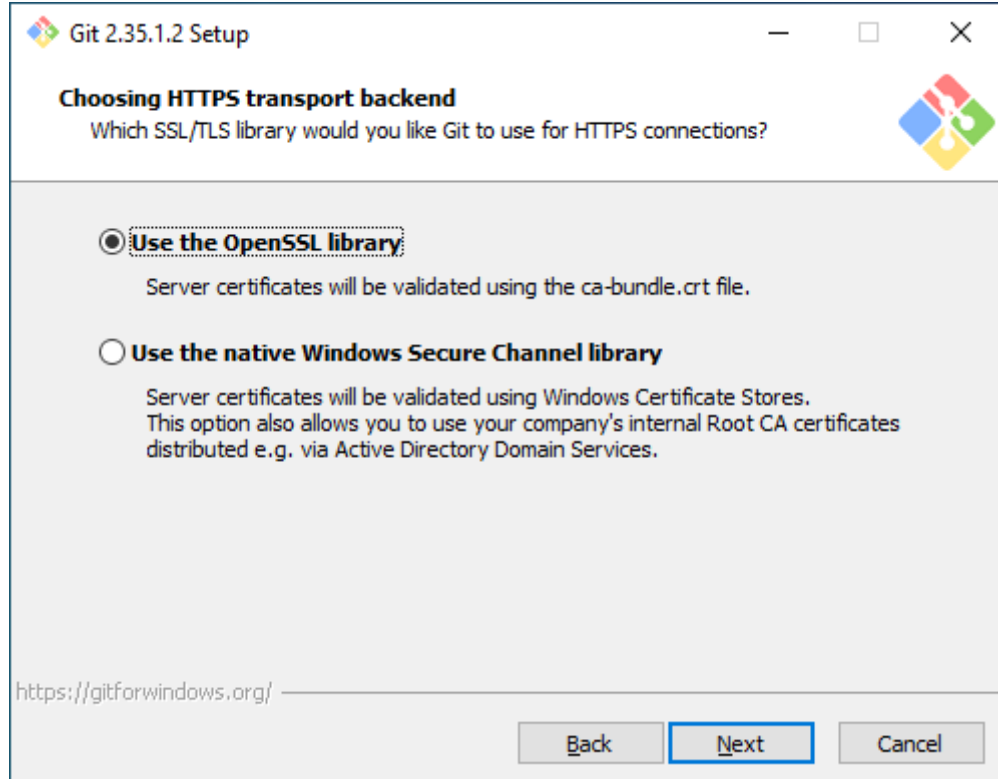 Git 2.35.1.2 Setup
Choosing HTTPS transport backend
Which SSL/TLS library would you like Git to use for HTTPS connections?
Use the OpenSSL library
Server certificates will be validated using the ca-bundle.crt file.
Use the native Windows Secure Channel library
Server certificates will be validated using Windows Certificate Stores.
This option also allows you to use your company's internal Root CA certificates
distributed e.g. via Active Directory Domain Services.
https://gitforwindows.org/
Back Next Cancel